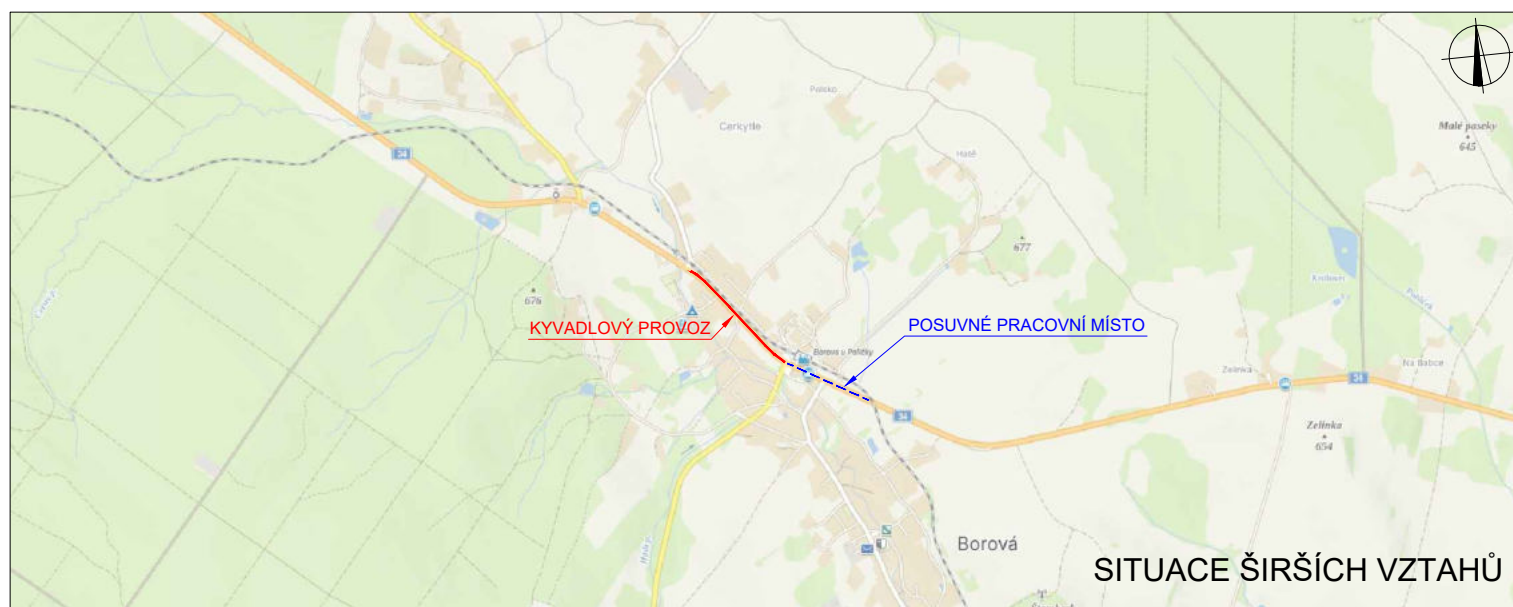 Polsko
Cerkytle
Malé paseky
645
34
Hatě
677
676
KYVADLOVÝ PROVOZ
POSUVNÉ PRACOVNÍ MÍSTO
Borová u Poličky
Zelinka
34
Na Babce
34
Zelinka
654
Borová
SITUACE ŠIRŠÍCH VZTAHŮ